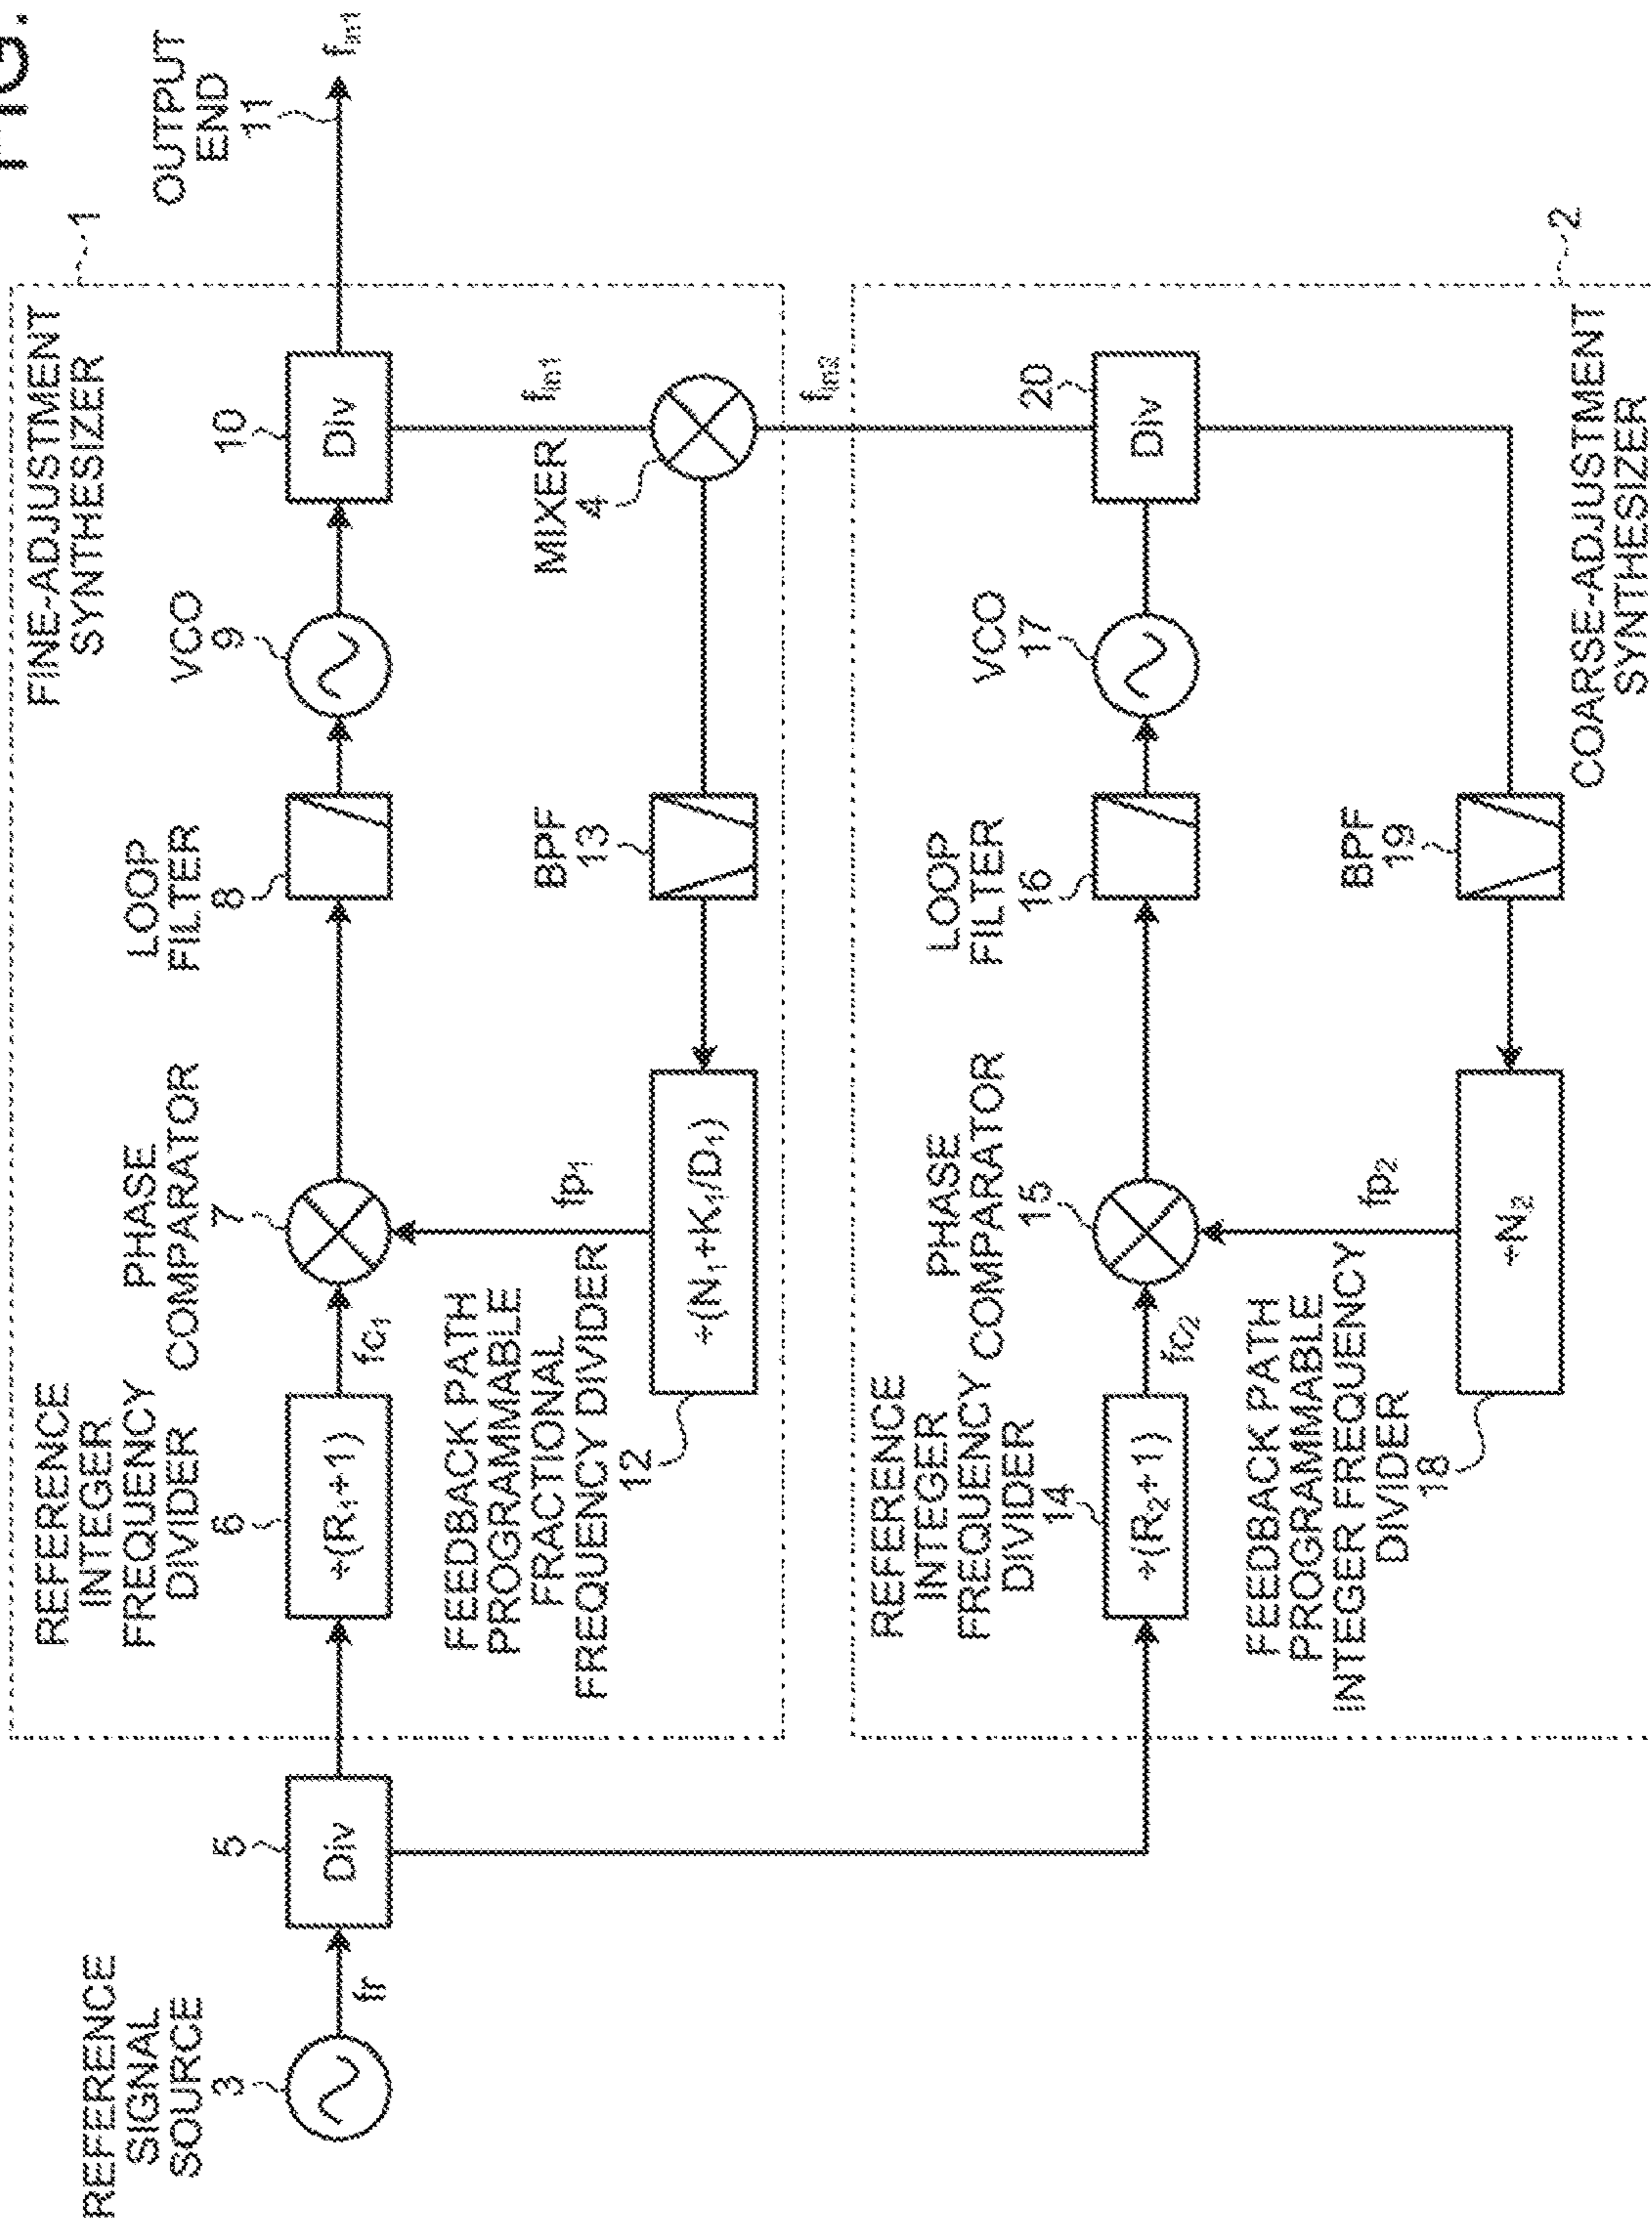 FIG.
FINE-ADJUSTMENT
SYNTHESIZER
1
OUTPUT
END
11
f_in1
REFERENCE
SIGNAL
SOURCE
3
fr
5
Div
REFERENCE
INTEGER
FREQUENCY
DIVIDER
6
÷(R₁+1)
fc₁
PHASE
COMPARATOR
7
LOOP
FILTER
8
VCO
9
10
Div
f_in1
MIXER
4
f_in2
BPF
13
fp₁
FEEDBACK PATH
PROGRAMMABLE
FRACTIONAL
FREQUENCY DIVIDER
12
÷(N₁+K₁/D₁)
REFERENCE
INTEGER
FREQUENCY
DIVIDER
14
÷(R₂+1)
fc₂
PHASE
COMPARATOR
15
LOOP
FILTER
16
VCO
17
20
Div
2
BPF
19
fp₂
FEEDBACK PATH
PROGRAMMABLE
INTEGER FREQUENCY
DIVIDER
18
÷N₂
COARSE-ADJUSTMENT
SYNTHESIZER